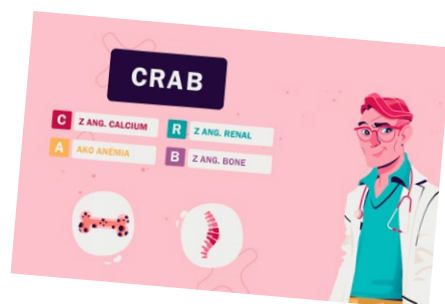 CRAB
C Z ANG. CALCIUM
R Z ANG. RENAL
A AKO ANÉMIA
B Z ANG. BONE